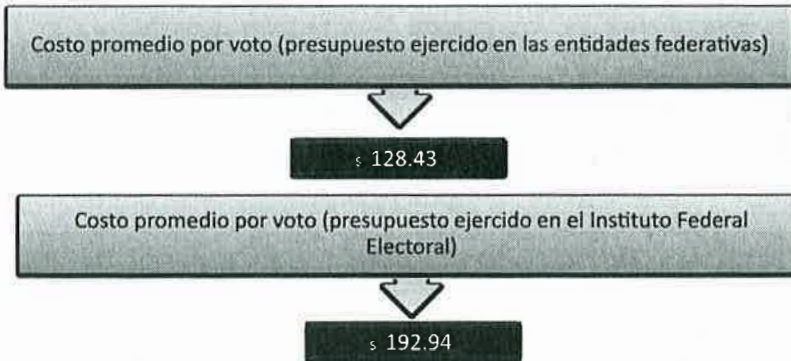 Costo promedio por voto (presupuesto ejercido en las entidades federativas)
$ 128.43
Costo promedio por voto (presupuesto ejercido en el Instituto Federal
Electoral)
$ 192.94